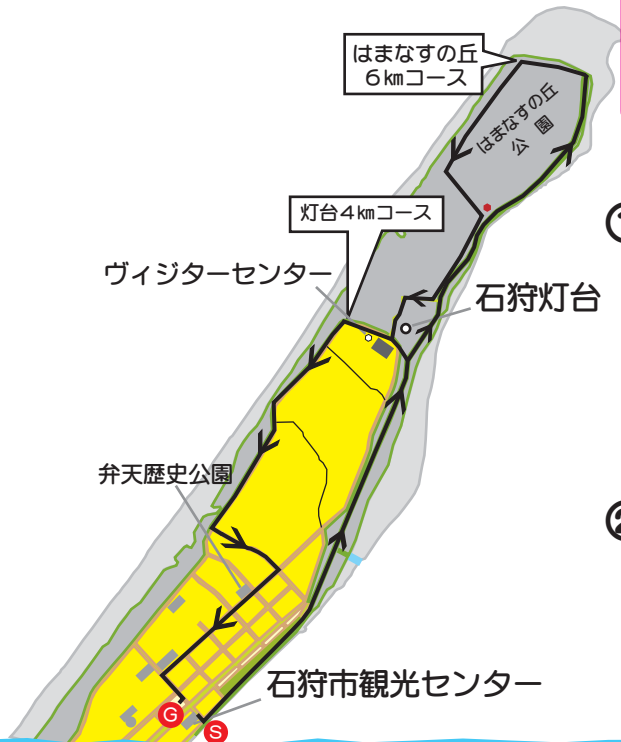 はまなすの丘
6㎞コース
はまなすの丘
公園
灯台4㎞コース
ヴィジターセンター
石狩灯台
①
弁天歴史公園
②
石狩市観光センター
G
S